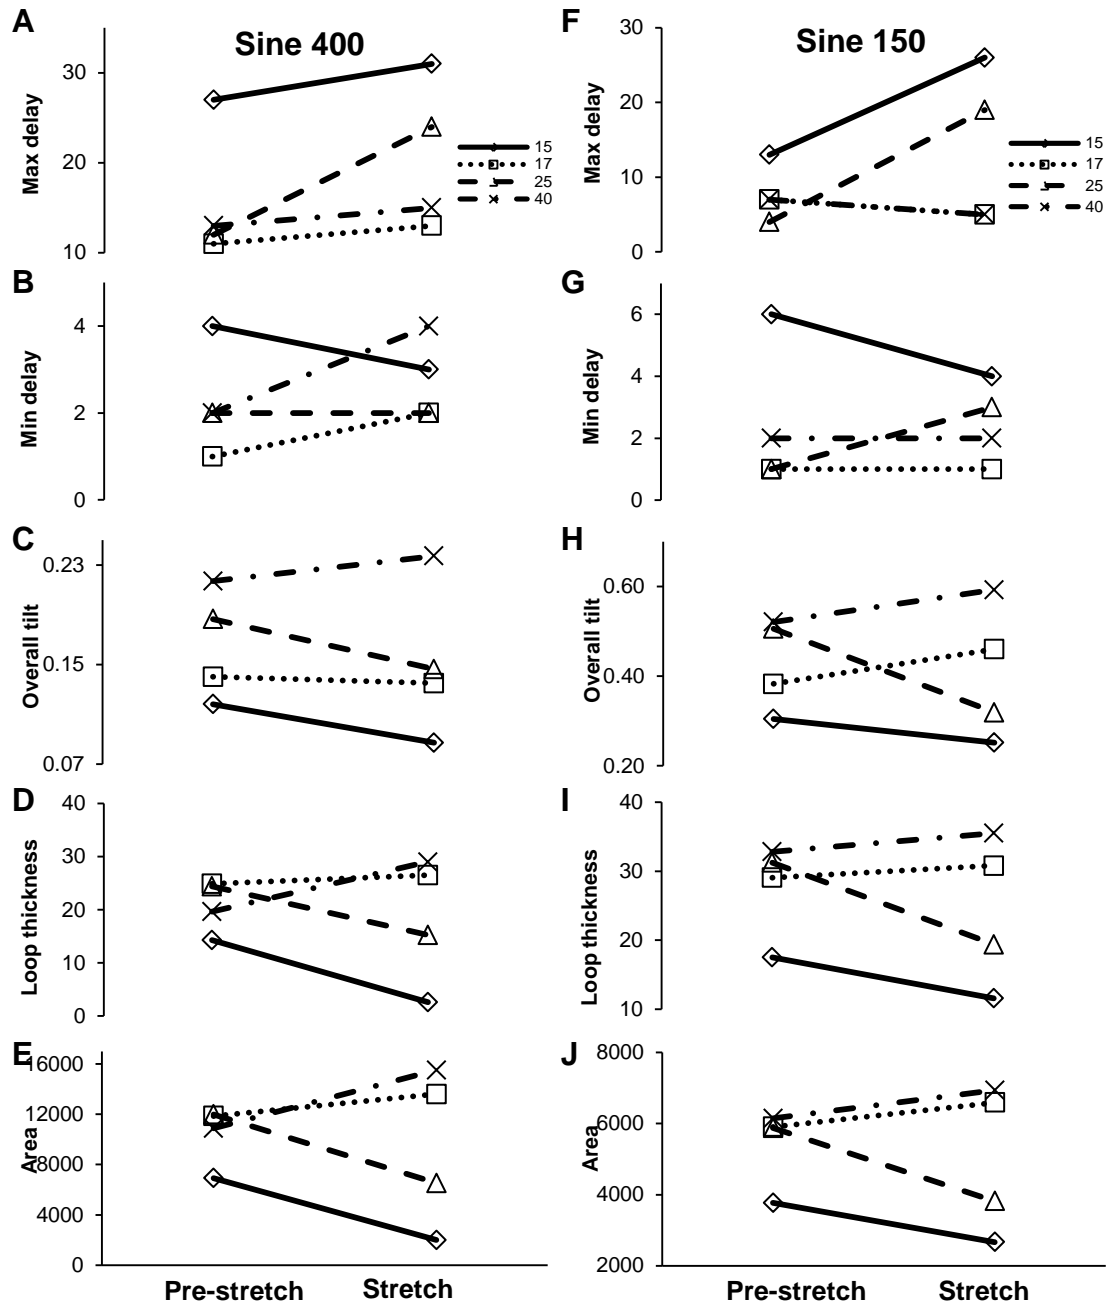 A
Sine 400
Max delay
30
20
10
15
17
25
40
B
Min delay
4
2
0
C
Overall tilt
0.23
0.15
0.07
D
Loop thickness
40
30
20
10
0
E
Area
16000
12000
8000
4000
0
Pre-stretch
Stretch
F
Sine 150
Max delay
30
20
10
0
15
17
25
40
G
Min delay
6
4
2
0
H
Overall tilt
0.60
0.40
0.20
I
Loop thickness
40
30
20
10
J
Area
8000
6000
4000
2000
Pre-stretch
Stretch